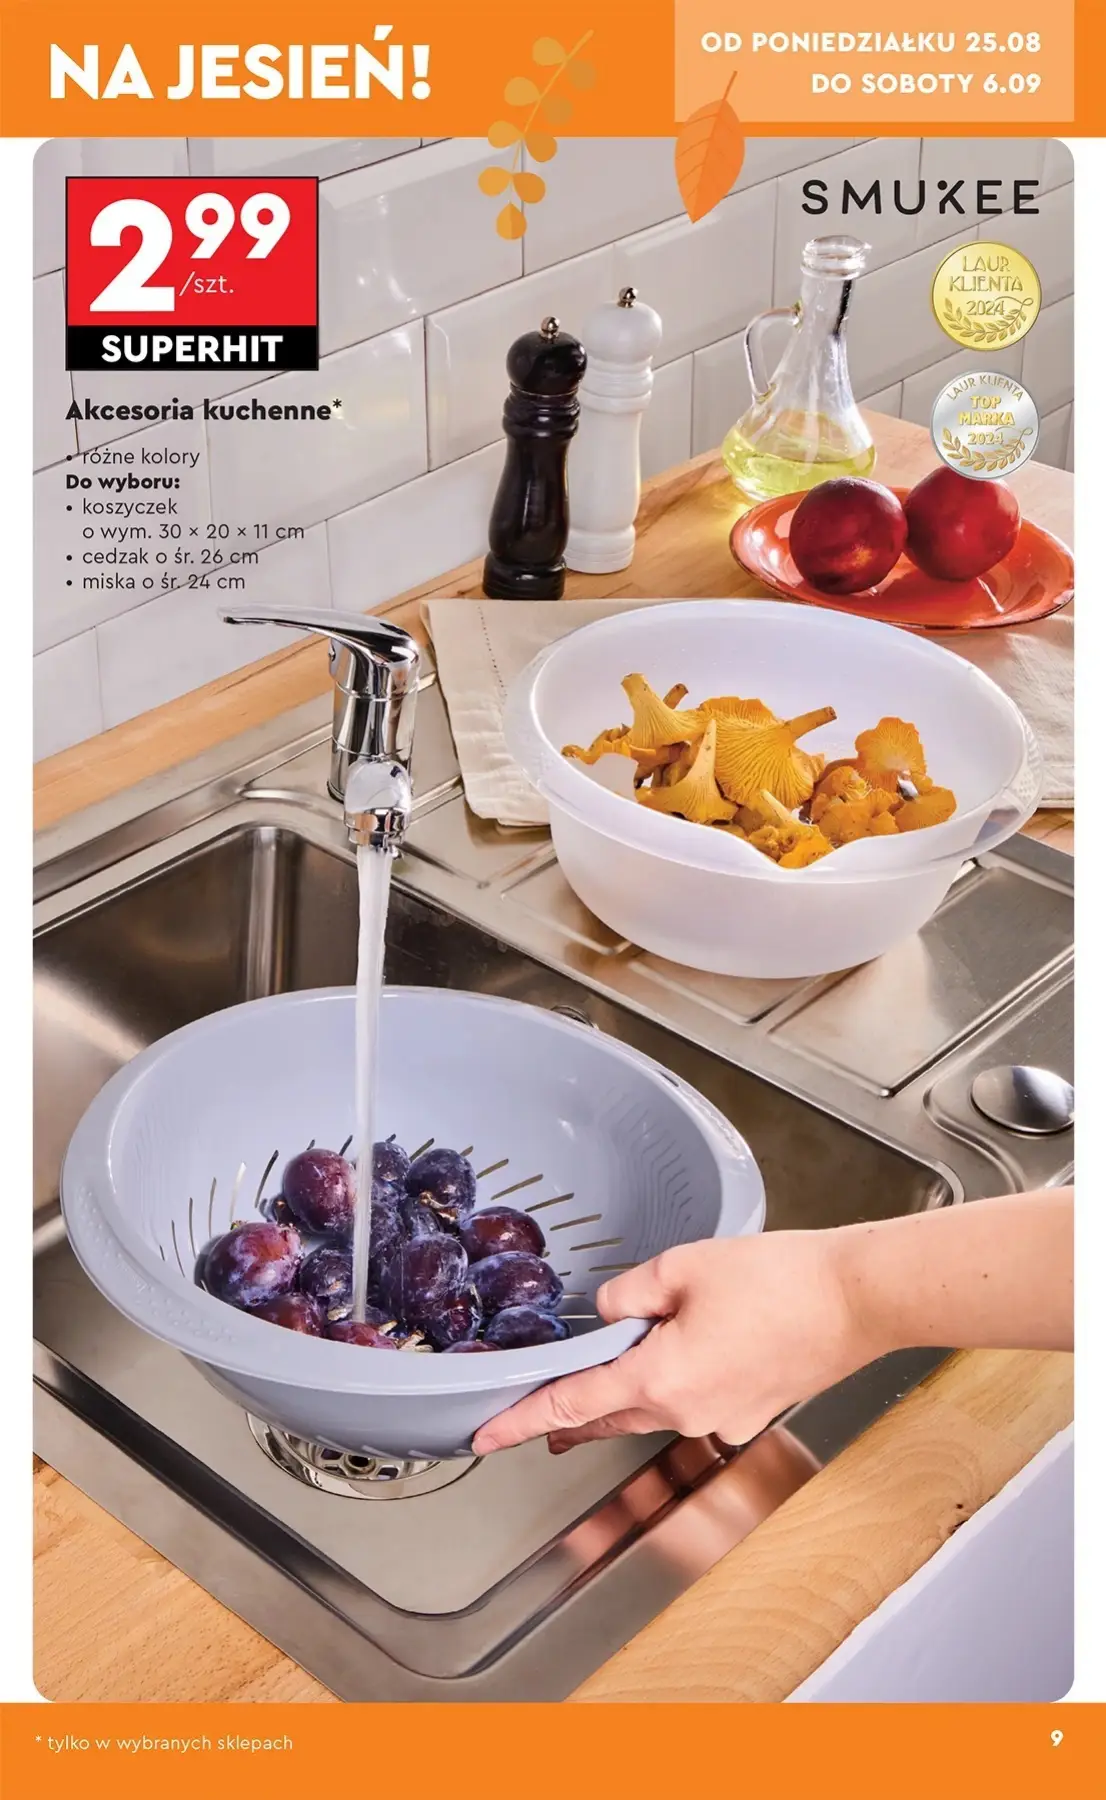 NA JESIEŃ!
OD PONIEDZIAŁKU 25.08
DO SOBOTY 6.09
2.99
/szt.
SUPERHIT
Akcesoria kuchenne*
• różne kolory
Do wyboru:
• koszyczek
o wym. 30 × 20 × 11 cm
• cedzak o śr. 26 cm
• miska o śr. 24 cm
SMUKEE
LAUR
KLIENTA
2024
LAUR KLIENTA
TOP
MARKA
2024
* tylko w wybranych sklepach
9